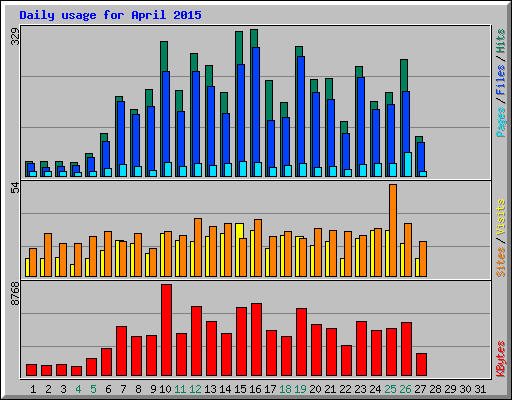 Daily usage for April 2015
329
Pages / Files / Hits
54
Sites / Visits
8768
KBytes
1 2 3 4 5 6 7 8 9 10 11 12 13 14 15 16 17 18 19 20 21 22 23 24 25 26 27 28 29 30 31